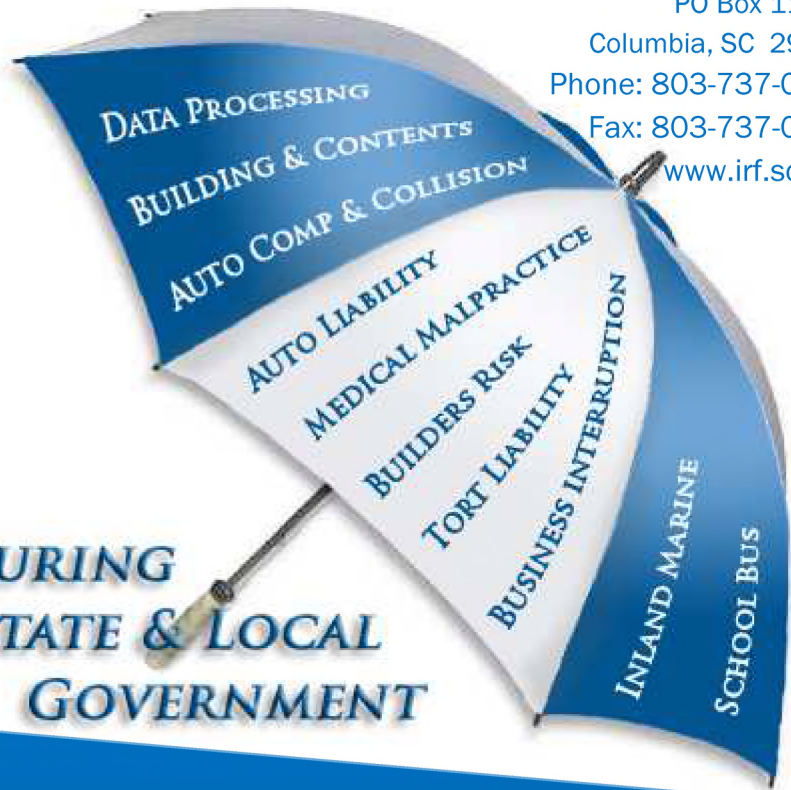 PO Box 11
Columbia, SC 29
Phone: 803-737-0
Fax: 803-737-0
www.irf.sc
DATA PROCESSING
BUILDING & CONTENTS
AUTO COMP & COLLISION
AUTO LIABILITY
MEDICAL MALPRACTICE
BUILDERS RISK
TORT LIABILITY
BUSINESS INTERRUPTION
INLAND MARINE
SCHOOL BUS
URING
TATE & LOCAL
GOVERNMENT